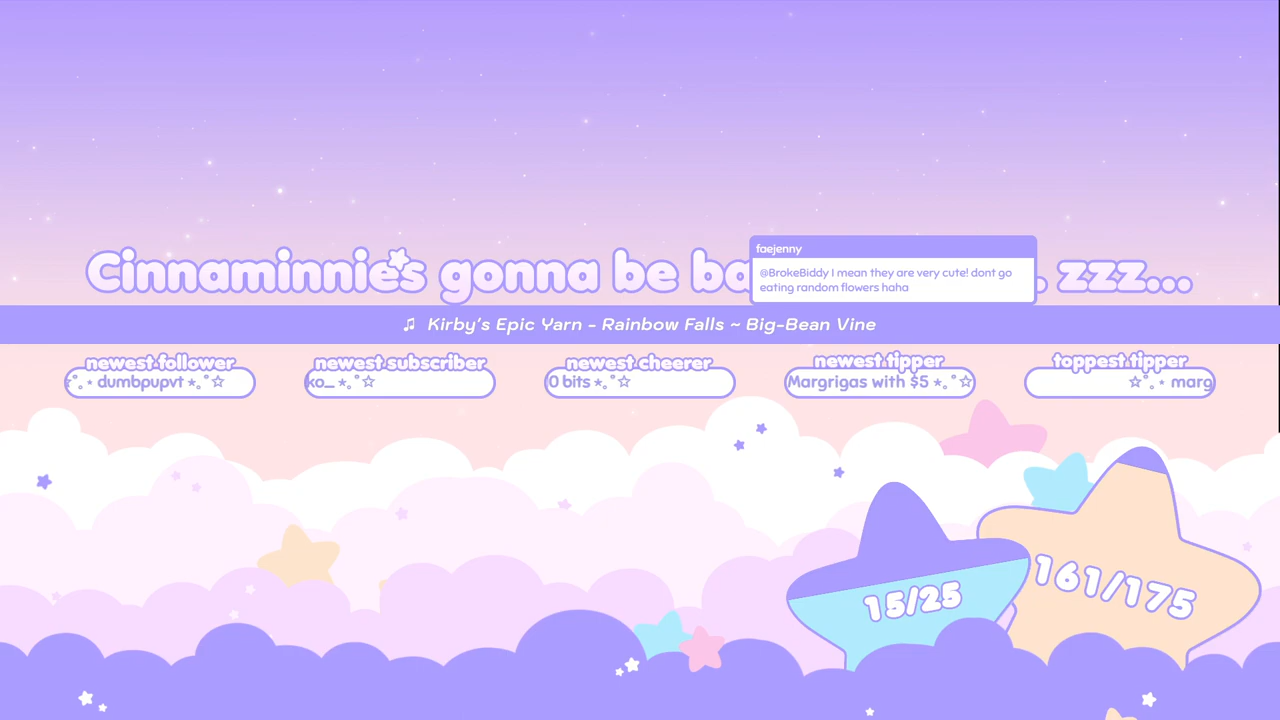 Cinnaminnie's gonna be ba
. zzz...
faejenny
@BrokeBiddy I mean they are very cute! dont go
eating random flowers haha
♫ Kirby's Epic Yarn - Rainbow Falls ~ Big-Bean Vine
newest follower
dumbpupvt ⋆｡˚☆
newest subscriber
ko_ ⋆｡˚☆
newest cheerer
0 bits ⋆｡˚☆
newest tipper
Margrigas with $5 ⋆｡˚☆
toppest tipper
☆˚｡⋆ marg
15/25
161/175